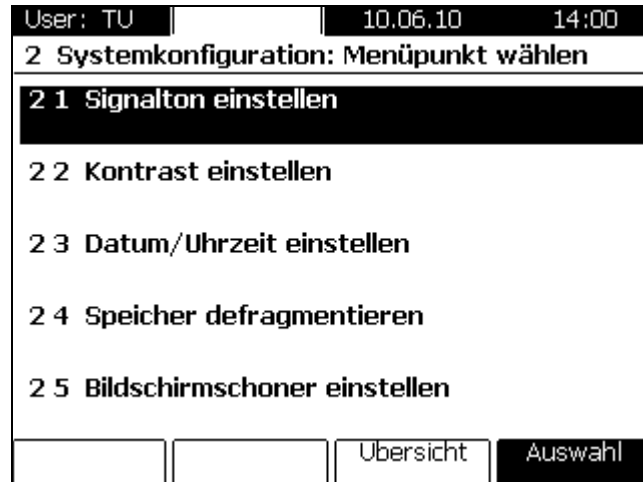 User: TU 10.06.10 14:00
2 Systemkonfiguration: Menüpunkt wählen
2 1 Signalton einstellen
2 2 Kontrast einstellen
2 3 Datum/Uhrzeit einstellen
2 4 Speicher defragmentieren
2 5 Bildschirmschoner einstellen
Übersicht Auswahl